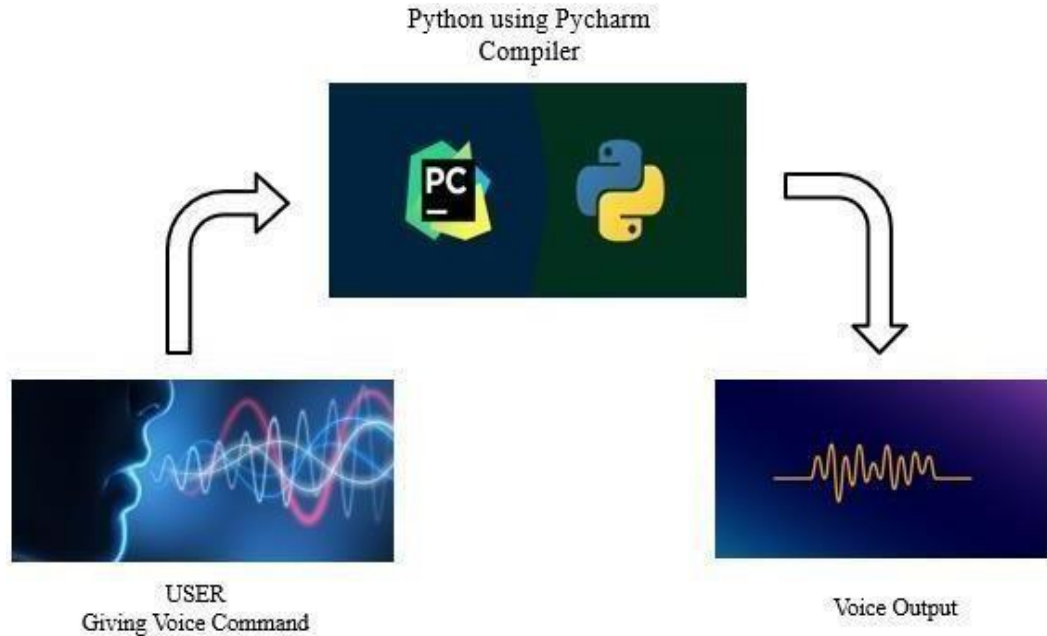 Python using Pycharm
Compiler
PC
USER
Giving Voice Command
Voice Output